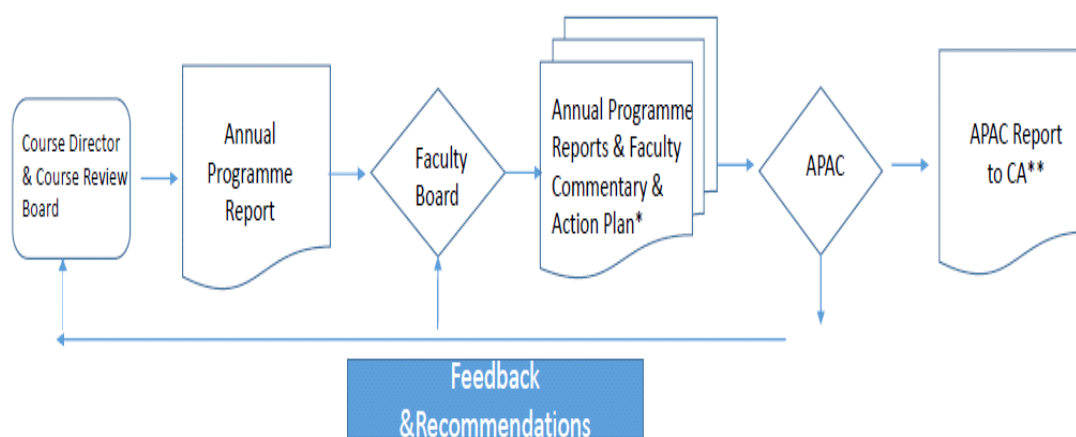 Course Director
& Course Review
Board
Annual
Programme
Report
Faculty
Board
Annual Programme
Reports & Faculty
Commentary &
Action Plan*
APAC
APAC Report
to CA**
Feedback
&Recommendations